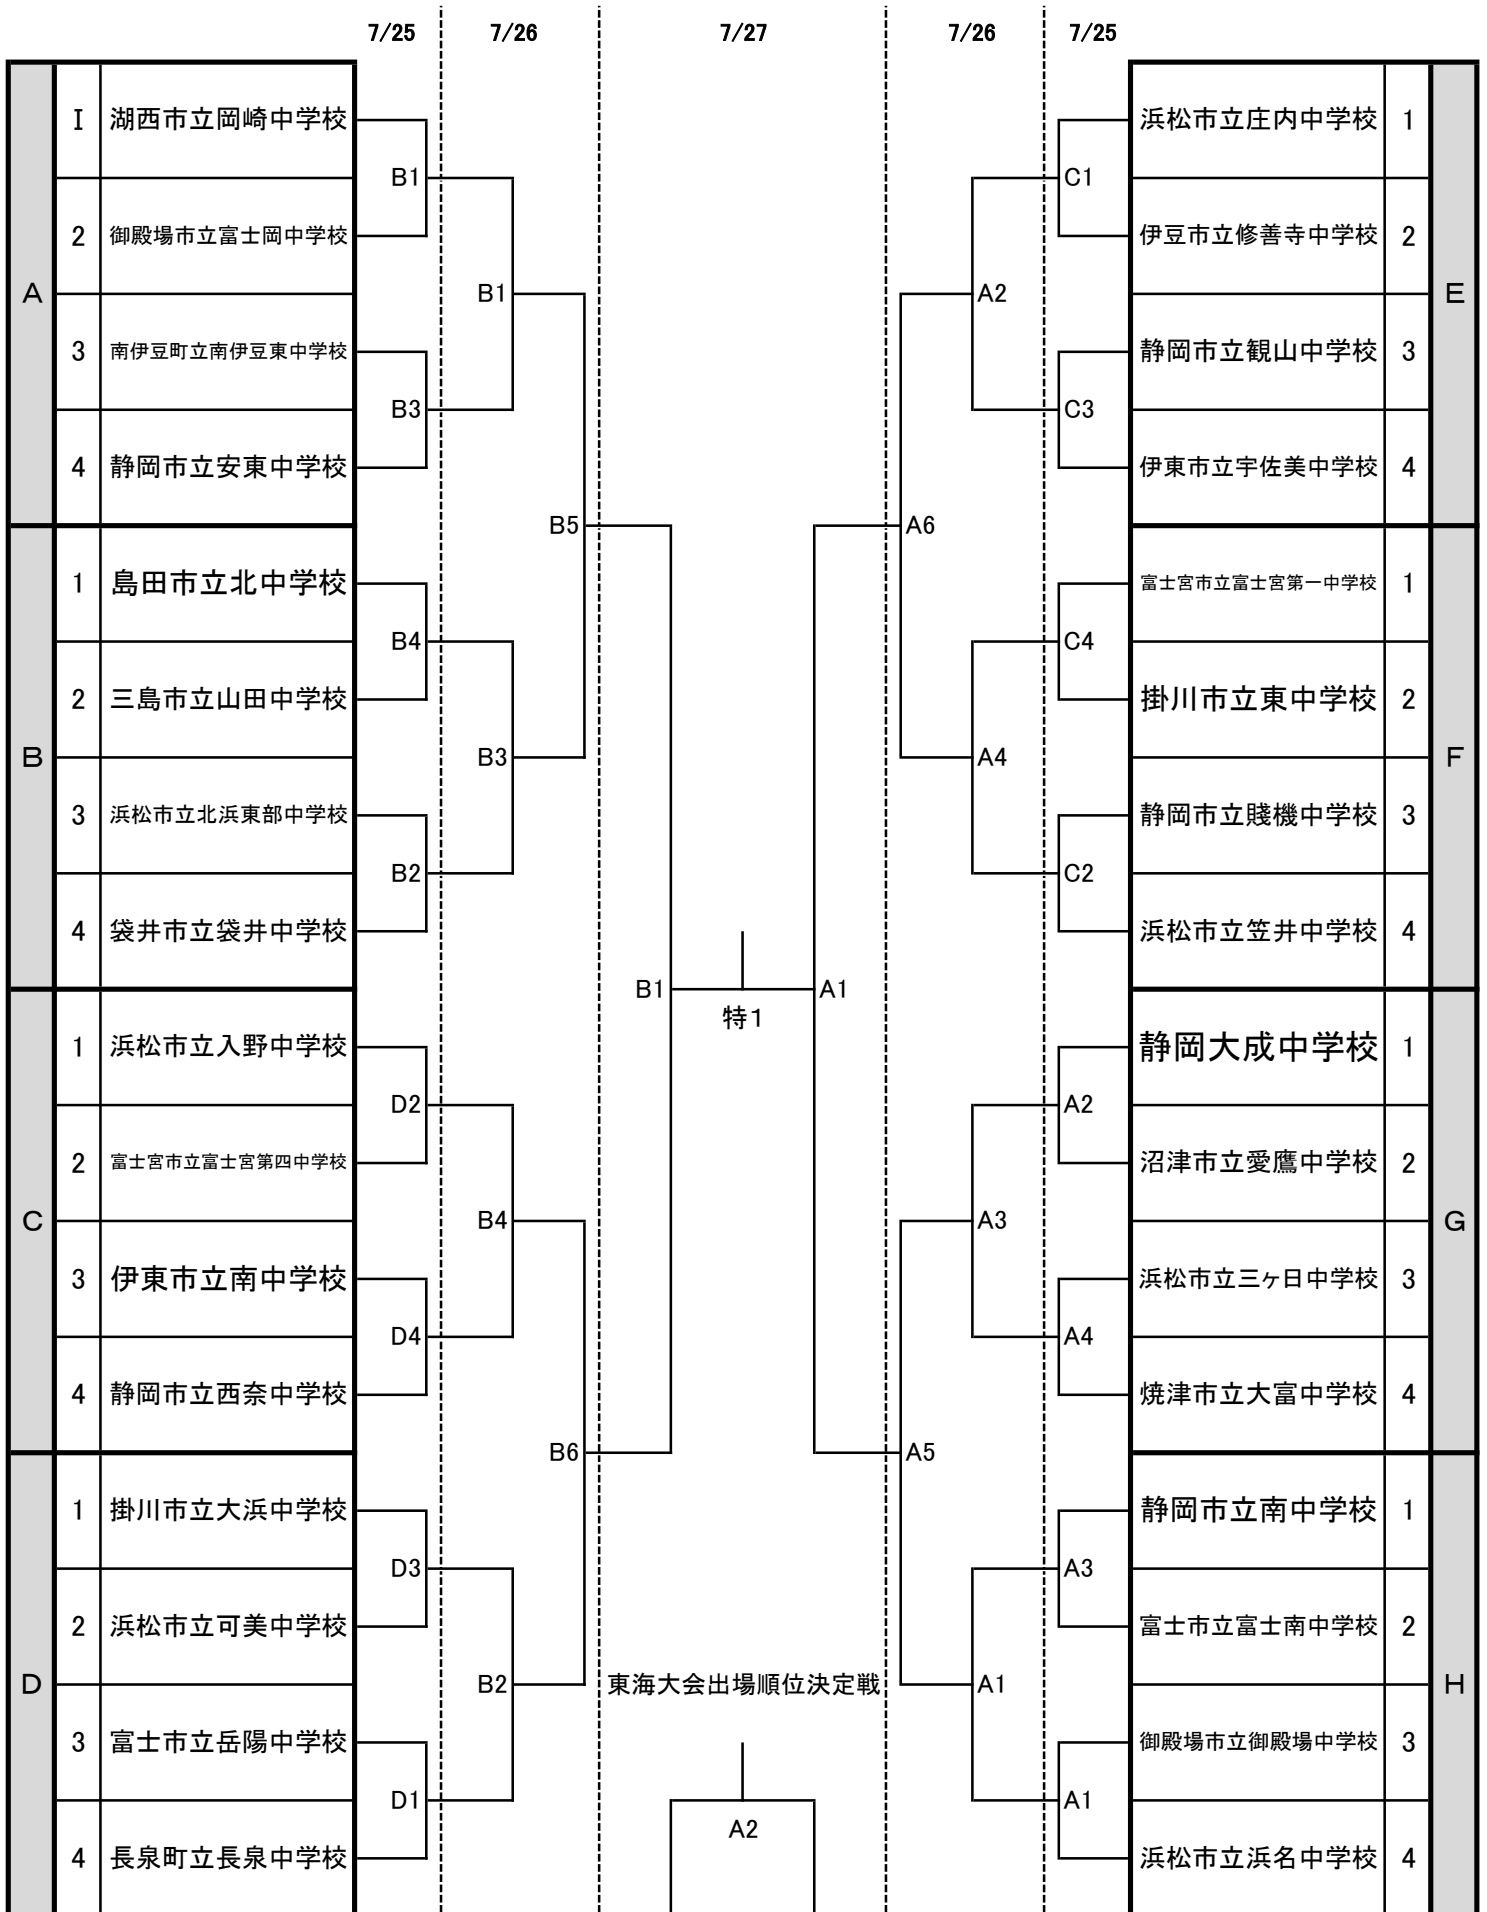 7/25 7/26 7/27 7/26 7/25
A
I 湖西市立岡崎中学校
B1
2 御殿場市立富士岡中学校
B1
3 南伊豆町立南伊豆東中学校
B3
4 静岡市立安東中学校
B5
B
1 島田市立北中学校
B4
2 三島市立山田中学校
B3
3 浜松市立北浜東部中学校
B2
4 袋井市立袋井中学校
B1
C
1 浜松市立入野中学校
D2
2 富士宮市立富士宮第四中学校
B4
3 伊東市立南中学校
D4
4 静岡市立西奈中学校
B6
D
1 掛川市立大浜中学校
D3
2 浜松市立可美中学校
B2
3 富士市立岳陽中学校
D1
4 長泉町立長泉中学校
特1
東海大会出場順位決定戦
A2
E
浜松市立庄内中学校 1
C1
伊豆市立修善寺中学校 2
A2
静岡市立観山中学校 3
C3
伊東市立宇佐美中学校 4
A6
F
富士宮市立富士宮第一中学校 1
C4
掛川市立東中学校 2
A4
静岡市立賤機中学校 3
C2
浜松市立笠井中学校 4
A1
G
静岡大成中学校 1
A2
沼津市立愛鷹中学校 2
A3
浜松市立三ヶ日中学校 3
A4
焼津市立大富中学校 4
A5
H
静岡市立南中学校 1
A3
富士市立富士南中学校 2
A1
御殿場市立御殿場中学校 3
A1
浜松市立浜名中学校 4